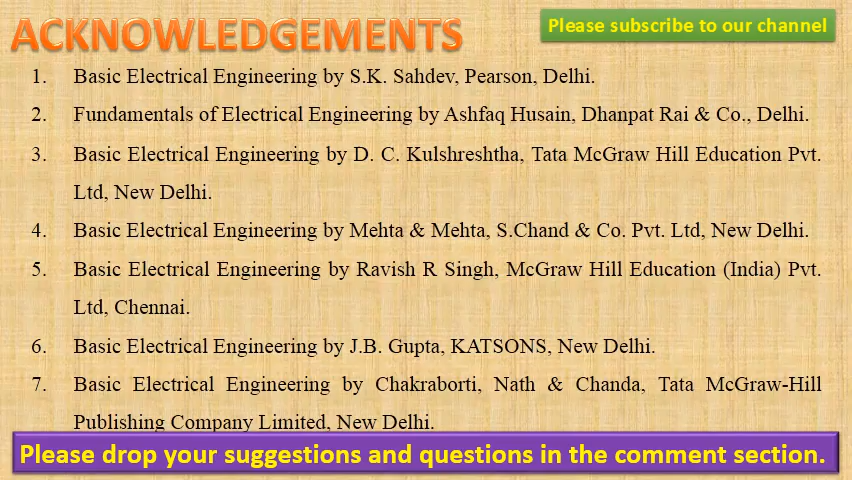 ACKNOWLEDGEMENTS
Please subscribe to our channel
1. Basic Electrical Engineering by S.K. Sahdev, Pearson, Delhi.
2. Fundamentals of Electrical Engineering by Ashfaq Husain, Dhanpat Rai & Co., Delhi.
3. Basic Electrical Engineering by D. C. Kulshreshtha, Tata McGraw Hill Education Pvt.
Ltd, New Delhi.
4. Basic Electrical Engineering by Mehta & Mehta, S.Chand & Co. Pvt. Ltd, New Delhi.
5. Basic Electrical Engineering by Ravish R Singh, McGraw Hill Education (India) Pvt.
Ltd, Chennai.
6. Basic Electrical Engineering by J.B. Gupta, KATSONS, New Delhi.
7. Basic Electrical Engineering by Chakraborti, Nath & Chanda, Tata McGraw-Hill
Publishing Company Limited, New Delhi.
Please drop your suggestions and questions in the comment section.